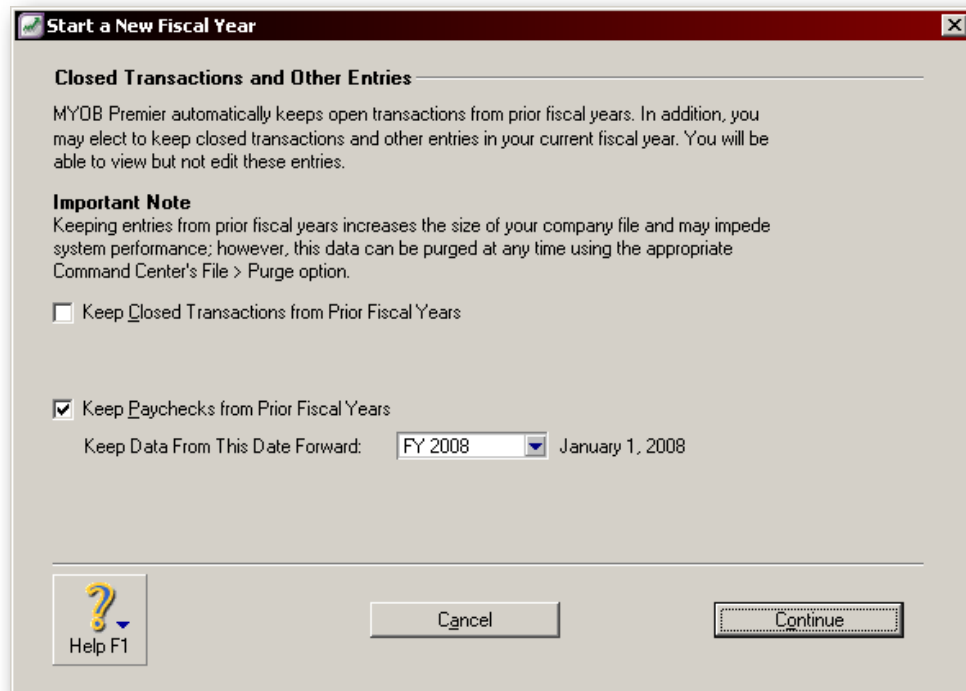 Start a New Fiscal Year
Closed Transactions and Other Entries
MYOB Premier automatically keeps open transactions from prior fiscal years. In addition, you
may elect to keep closed transactions and other entries in your current fiscal year. You will be
able to view but not edit these entries.
Important Note
Keeping entries from prior fiscal years increases the size of your company file and may impede
system performance; however, this data can be purged at any time using the appropriate
Command Center's File > Purge option.
Keep Closed Transactions from Prior Fiscal Years
Keep Paychecks from Prior Fiscal Years
Keep Data From This Date Forward: FY 2008 January 1, 2008
Help F1
Cancel
Continue